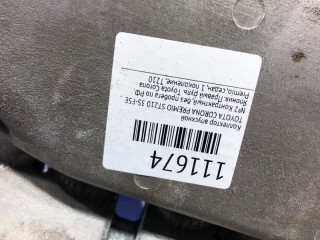 111674
Коллектор впускной
TOYOTA CORONA PREMIO ST210 3S-FSE
№2 Контрактный, без пробега по РФ.
Япония. Правый руль. Toyota Corona
Premio, седан, 1 поколение, T210